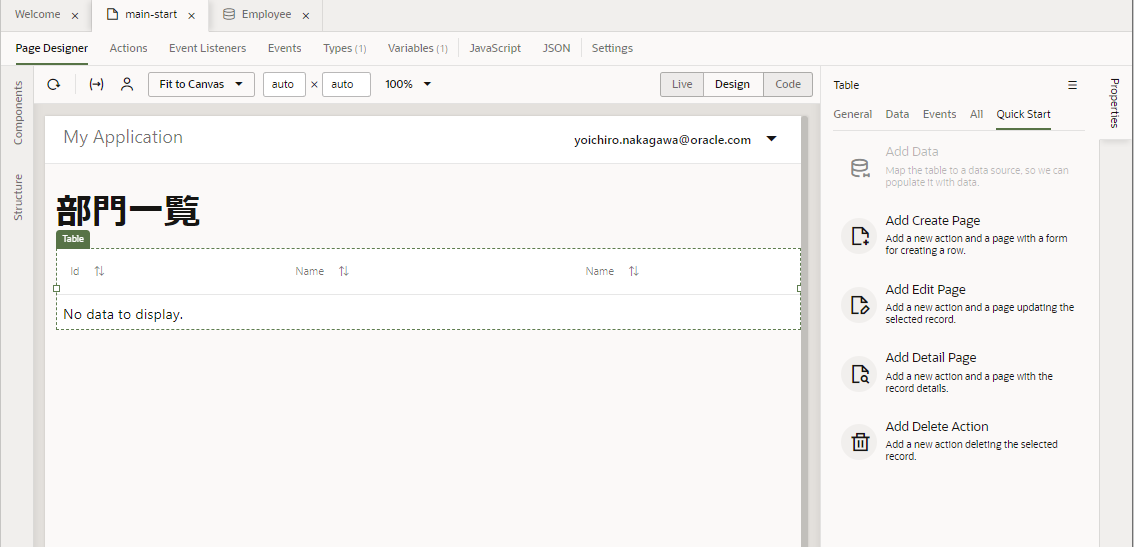 Welcome × main-start × Employee ×
Page Designer Actions Event Listeners Events Types (1) Variables (1) JavaScript JSON Settings
Components
Structure
Fit to Canvas auto × auto 100% Live Design Code
My Application yoichiro.nakagawa@oracle.com
部門一覧
Table
Id Name Name
No data to display.
Table
General Data Events All Quick Start
Add Data
Map the table to a data source, so we can
populate it with data.
Add Create Page
Add a new action and a page with a form
for creating a row.
Add Edit Page
Add a new action and a page updating the
selected record.
Add Detail Page
Add a new action and a page with the
record details.
Add Delete Action
Add a new action deleting the selected
record.
Properties